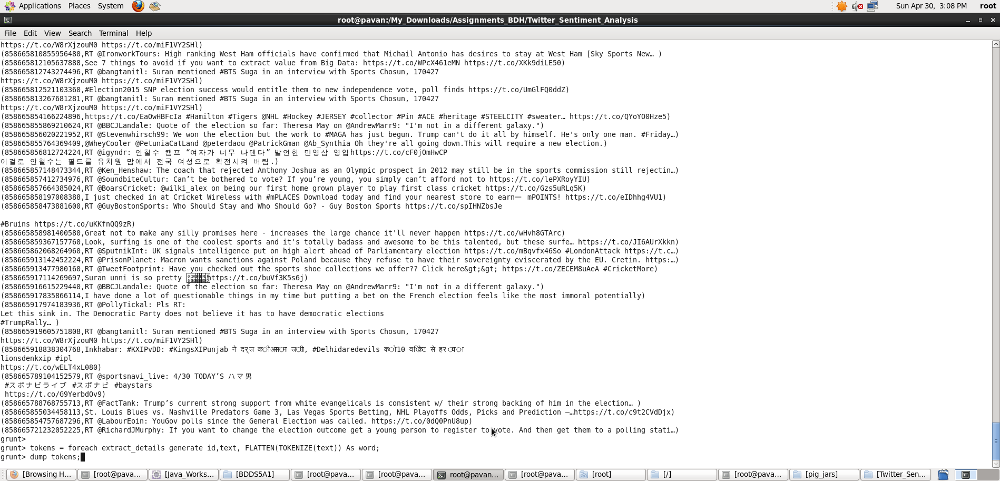 Applications Places System Sun Apr 30, 3:08 PM root
root@pavan:/My_Downloads/Assignments_BDH/Twitter_Sentiment_Analysis
File Edit View Search Terminal Help
https://t.co/W8rXjzouM0 https://t.co/miF1VY2SHl)
(858665810855956480,RT @IronworkTours: High ranking West Ham officials have confirmed that Michail Antonio has desires to stay at West Ham [Sky Sports New… )
(858665812105637888,See 7 things to avoid if you want to extract value from Big Data: https://t.co/WPcX461eMN https://t.co/XKk9diLE50)
(858665812743274496,RT @bangtanitl: Suran mentioned #BTS Suga in an interview with Sports Chosun, 170427
https://t.co/W8rXjzouM0 https://t.co/miF1VY2SHl)
(858665812521103360,#Election2015 SNP election success would entitle them to new independence vote, poll finds https://t.co/UmGlFQ0ddZ)
(858665813267681281,RT @bangtanitl: Suran mentioned #BTS Suga in an interview with Sports Chosun, 170427
https://t.co/W8rXjzouM0 https://t.co/miF1VY2SHl)
(858665854166224896,https://t.co/EaOwHBFcIa #Hamilton #Tigers @NHL #Hockey #JERSEY #collector #Pin #ACE #heritage #STEELCITY #sweater… https://t.co/QYoYO0Hze5)
(858665855869210624,RT @BBCJLandale: Quote of the election so far: Theresa May on @AndrewMarr9: "I'm not in a different galaxy.")
(858665856020221952,RT @Stevenwhirsch99: We won the election but the work to #MAGA has just begun. Trump can't do it all by himself. He's only one man. #Friday…)
(858665855764369409,@WheyCooler @PetuniaCatLand @peterdaou @PatrickGman @Ab_Synthia Oh they're all going down.This will require a new election.)
(858665856812724224,RT @igyndr: 안철수 캠프 “여자가 너무 나댄다” 발언한 민영삼 영입https://t.co/cF0jOmHwCP
이걸로 안철수는 필드를 유치원 맘에서 전국 여성으로 확전시켜 버림.)
(858665857148473344,RT @Ken_Henshaw: The coach that rejected Anthony Joshua as an Olympic prospect in 2012 may still be in the sports commission still rejectin…)
(858665857412734976,RT @SoundbiteCultur: Can’t be bothered to vote? If you’re young, you simply can’t afford not to https://t.co/lePXRoyYIU)
(858665857664385024,RT @BoarsCricket: @wilki_alex on being our first home grown player to play first class cricket https://t.co/Gzs5uRLq5K)
(858665858197008388,I just checked in at Cricket Wireless with #mPLACES Download today and find your nearest store to earn— mPOINTS! https://t.co/eIDhhg4VU1)
(858665858473881600,RT @GuyBostonSports: Who Should Stay and Who Should Go? - Guy Boston Sports https://t.co/spIHNZbsJe
#Bruins https://t.co/uKKfnQQ9zR)
(858665858981400580,Great not to make any silly promises here - increases the large chance it'll never happen https://t.co/wHvh8GTArc)
(858665859367157760,Look, surfing is one of the coolest sports and it's totally badass and awesome to be this talented, but these surfe… https://t.co/JI6AUrXkkn)
(858665862068264960,RT @SputnikInt: UK signals intelligence put on high alert ahead of Parliamentary election https://t.co/mBqvfx46So #LondonAttack https://t.c…)
(858665913142452224,RT @PrisonPlanet: Macron wants sanctions against Poland because they refuse to have their sovereignty eviscerated by the EU. Cretin. https:…)
(858665913477980160,RT @TweetFootprint: Have you checked out the sports shoe collections we offer?? Click here&gt;&gt; https://t.co/ZECEM8uAeA #CricketMore)
(858665917114269697,Suran unni is so pretty https://t.co/buVf3K5s6j)
(858665916615229440,RT @BBCJLandale: Quote of the election so far: Theresa May on @AndrewMarr9: "I'm not in a different galaxy.")
(858665917835866114,I have done a lot of questionable things in my time but putting a bet on the French election feels like the most immoral potentially)
(858665917974183936,RT @PollyTickal: Pls RT:
Let this sink in. The Democratic Party does not believe it has to have democratic elections
#TrumpRally… )
(858665919605751808,RT @bangtanitl: Suran mentioned #BTS Suga in an interview with Sports Chosun, 170427
https://t.co/W8rXjzouM0 https://t.co/miF1VY2SHl)
(858665918838304768,Inkhabar: #KXIPvDD: #KingsXIPunjab ने दर्ज की आसान जीत, #Delhidaredevils को 10 विकेट से हराया
lionsdenkxip #ipl
https://t.co/wELT4xL080)
(858665789104152579,RT @sportsnavi_live: 4/30 TODAY’S ハマ男
#スポナビライブ #スポナビ #baystars
https://t.co/G9YerbdOv9)
(858665788768755713,RT @FactTank: Trump’s current strong support from white evangelicals is consistent w/ their strong backing of him in the election… )
(858665855034458113,St. Louis Blues vs. Nashville Predators Game 3, Las Vegas Sports Betting, NHL Playoffs Odds, Picks and Prediction –…https://t.co/c9t2CVdDjx)
(858665854757687296,RT @LabourEoin: YouGov polls since the General Election was called. https://t.co/0dQ0PnU8up)
(858665721232052225,RT @RichardJMurphy: If you want to change the election outcome get a young person to register to vote. And then get them to a polling stati…)
grunt>
grunt> tokens = foreach extract_details generate id,text, FLATTEN(TOKENIZE(text)) As word;
grunt> dump tokens;
[Browsing H... [root@pava... [Java_Works... [BDDS5A1] [root@pava... [root@pava... root@pavan... [root@pava... [root] [/] [root@pava... [pig_jars] [Twitter_Sen...